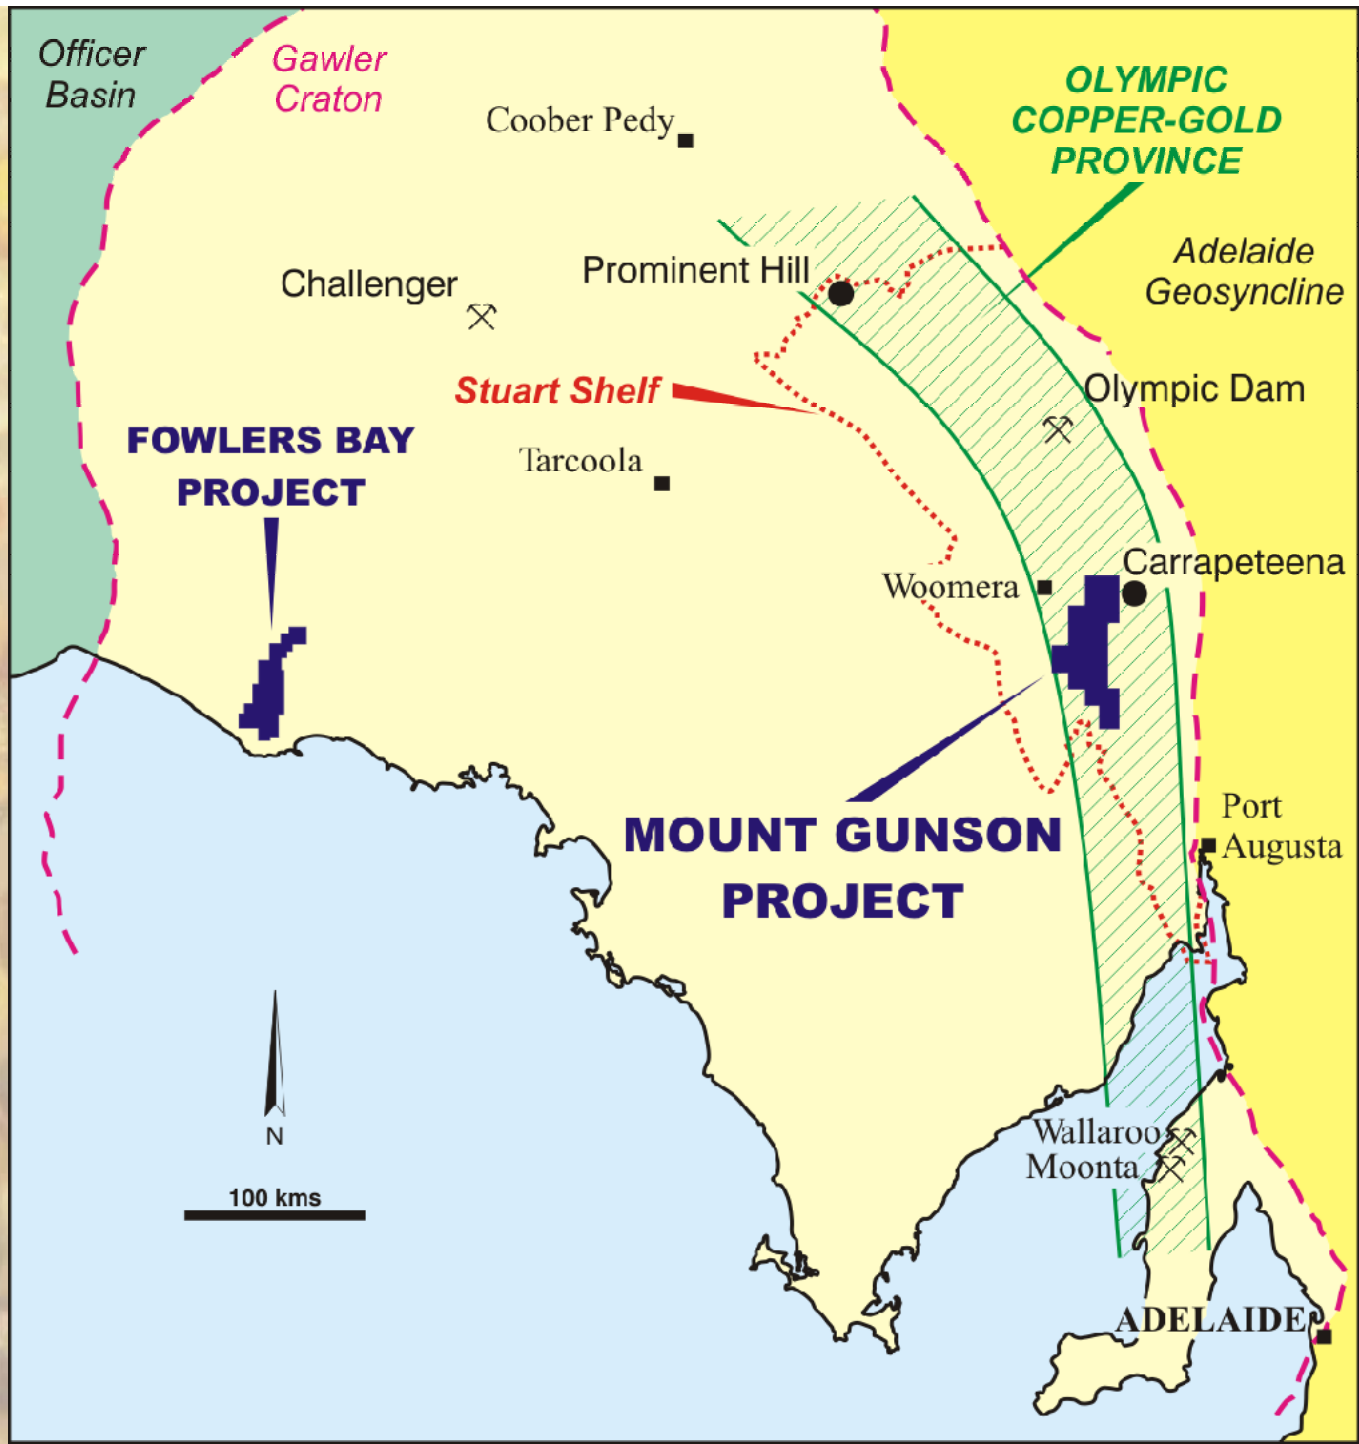 Officer
Basin
Gawler
Craton
Coober Pedy
OLYMPIC
COPPER-GOLD
PROVINCE
Adelaide
Geosyncline
Prominent Hill
Challenger
Stuart Shelf
Olympic Dam
FOWLERS BAY
PROJECT
Tarcoola
Carrapeteena
Woomera
MOUNT GUNSON
PROJECT
Port
Augusta
N
100 kms
Wallaroo
Moonta
ADELAIDE